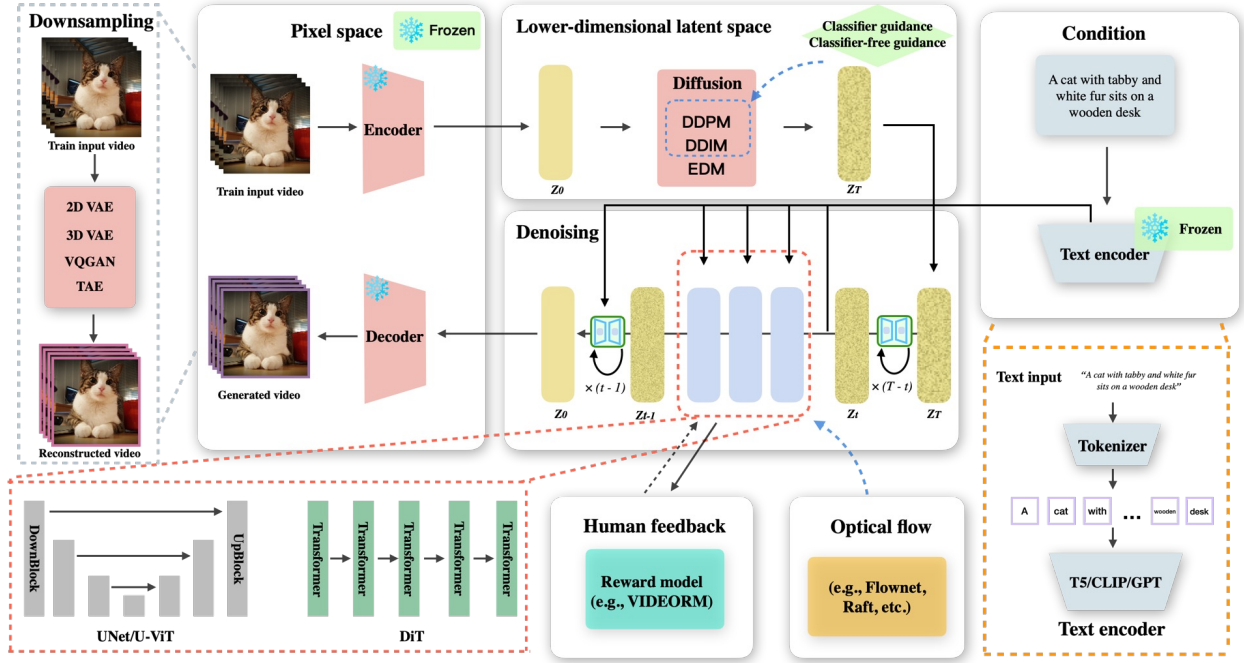 Downsampling
Train input video
2D VAE
3D VAE
VQGAN
TAE
Reconstructed video
Pixel space
Frozen
Train input video
Encoder
Generated video
Decoder
Lower-dimensional latent space
Classifier guidance
Classifier-free guidance
Z0
Diffusion
DDPM
DDIM
EDM
ZT
Denoising
Z0
× (t - 1)
Zt-1
Zt
× (T - t)
ZT
Condition
A cat with tabby and
white fur sits on a
wooden desk
Frozen
Text encoder
Text input
“A cat with tabby and white fur
sits on a wooden desk”
Tokenizer
A cat with ... wooden desk
T5/CLIP/GPT
Text encoder
DownBlock
UpBlock
UNet/U-ViT
Transformer
Transformer
Transformer
Transformer
Transformer
DiT
Human feedback
Reward model
(e.g., VIDEORM)
Optical flow
(e.g., Flownet,
Raft, etc.)